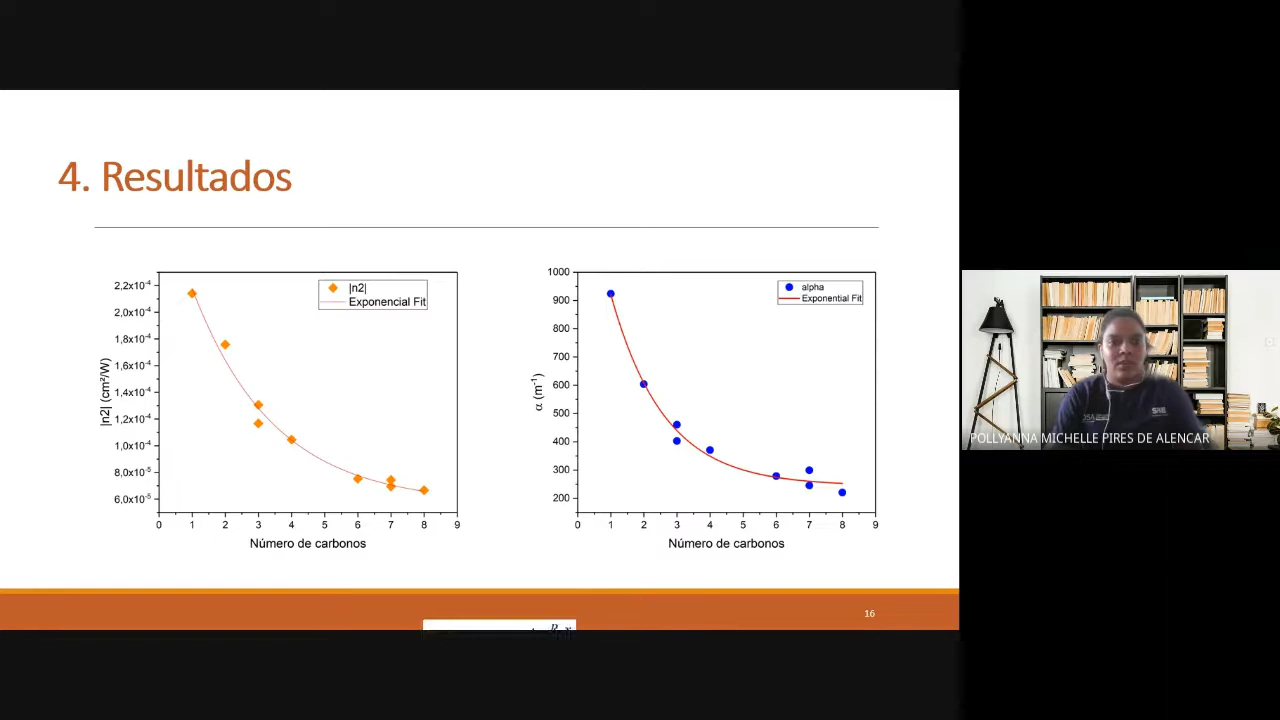 4. Resultados
|n2|
Exponencial Fit
2,2x10⁻⁴
2,0x10⁻⁴
1,8x10⁻⁴
1,6x10⁻⁴
1,4x10⁻⁴
1,2x10⁻⁴
1,0x10⁻⁴
8,0x10⁻⁵
6,0x10⁻⁵
|n2| (cm²/W)
0 1 2 3 4 5 6 7 8 9
Número de carbonos
alpha
Exponential Fit
1000
900
800
700
600
500
400
300
200
α (m⁻¹)
0 1 2 3 4 5 6 7 8 9
Número de carbonos
16
POLLYANNA MICHELLE PIRES DE ALENCAR